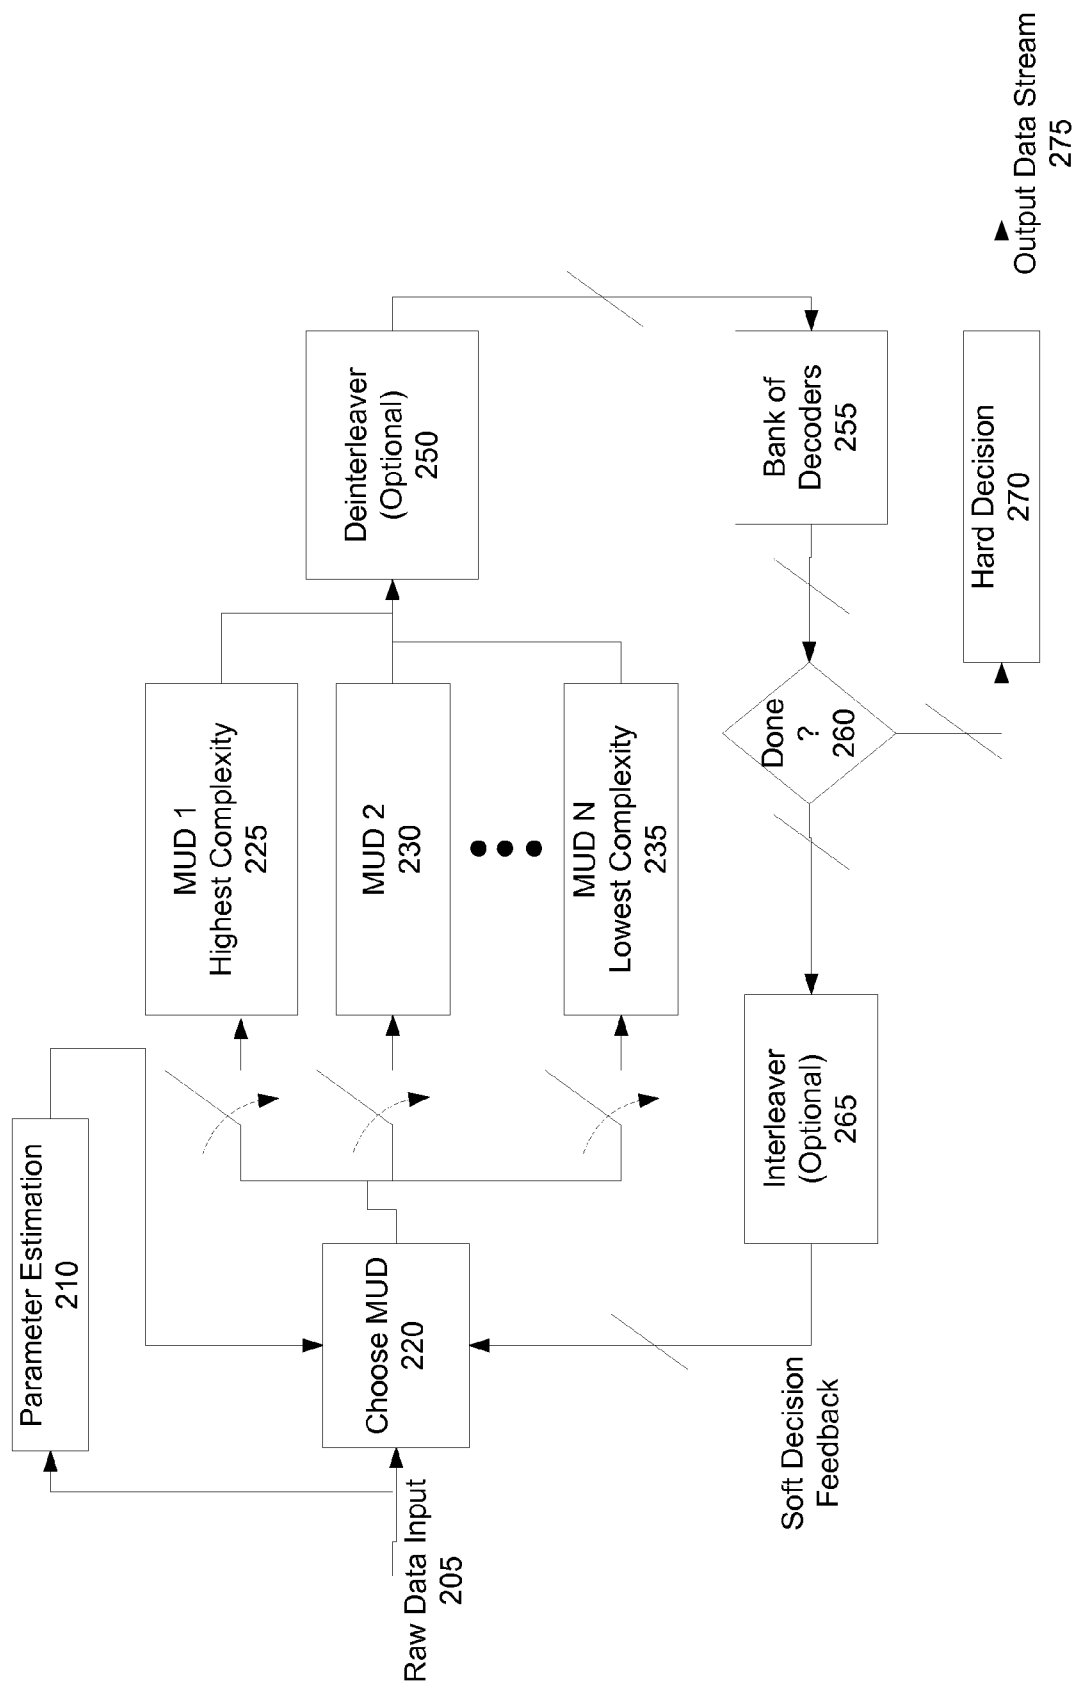 Parameter Estimation
210
Raw Data Input
205
Choose MUD
220
MUD 1
Highest Complexity
225
MUD 2
230
MUD N
Lowest Complexity
235
Deinterleaver
(Optional)
250
Bank of
Decoders
255
Done
?
260
Interleaver
(Optional)
265
Soft Decision
Feedback
Hard Decision
270
Output Data Stream
275